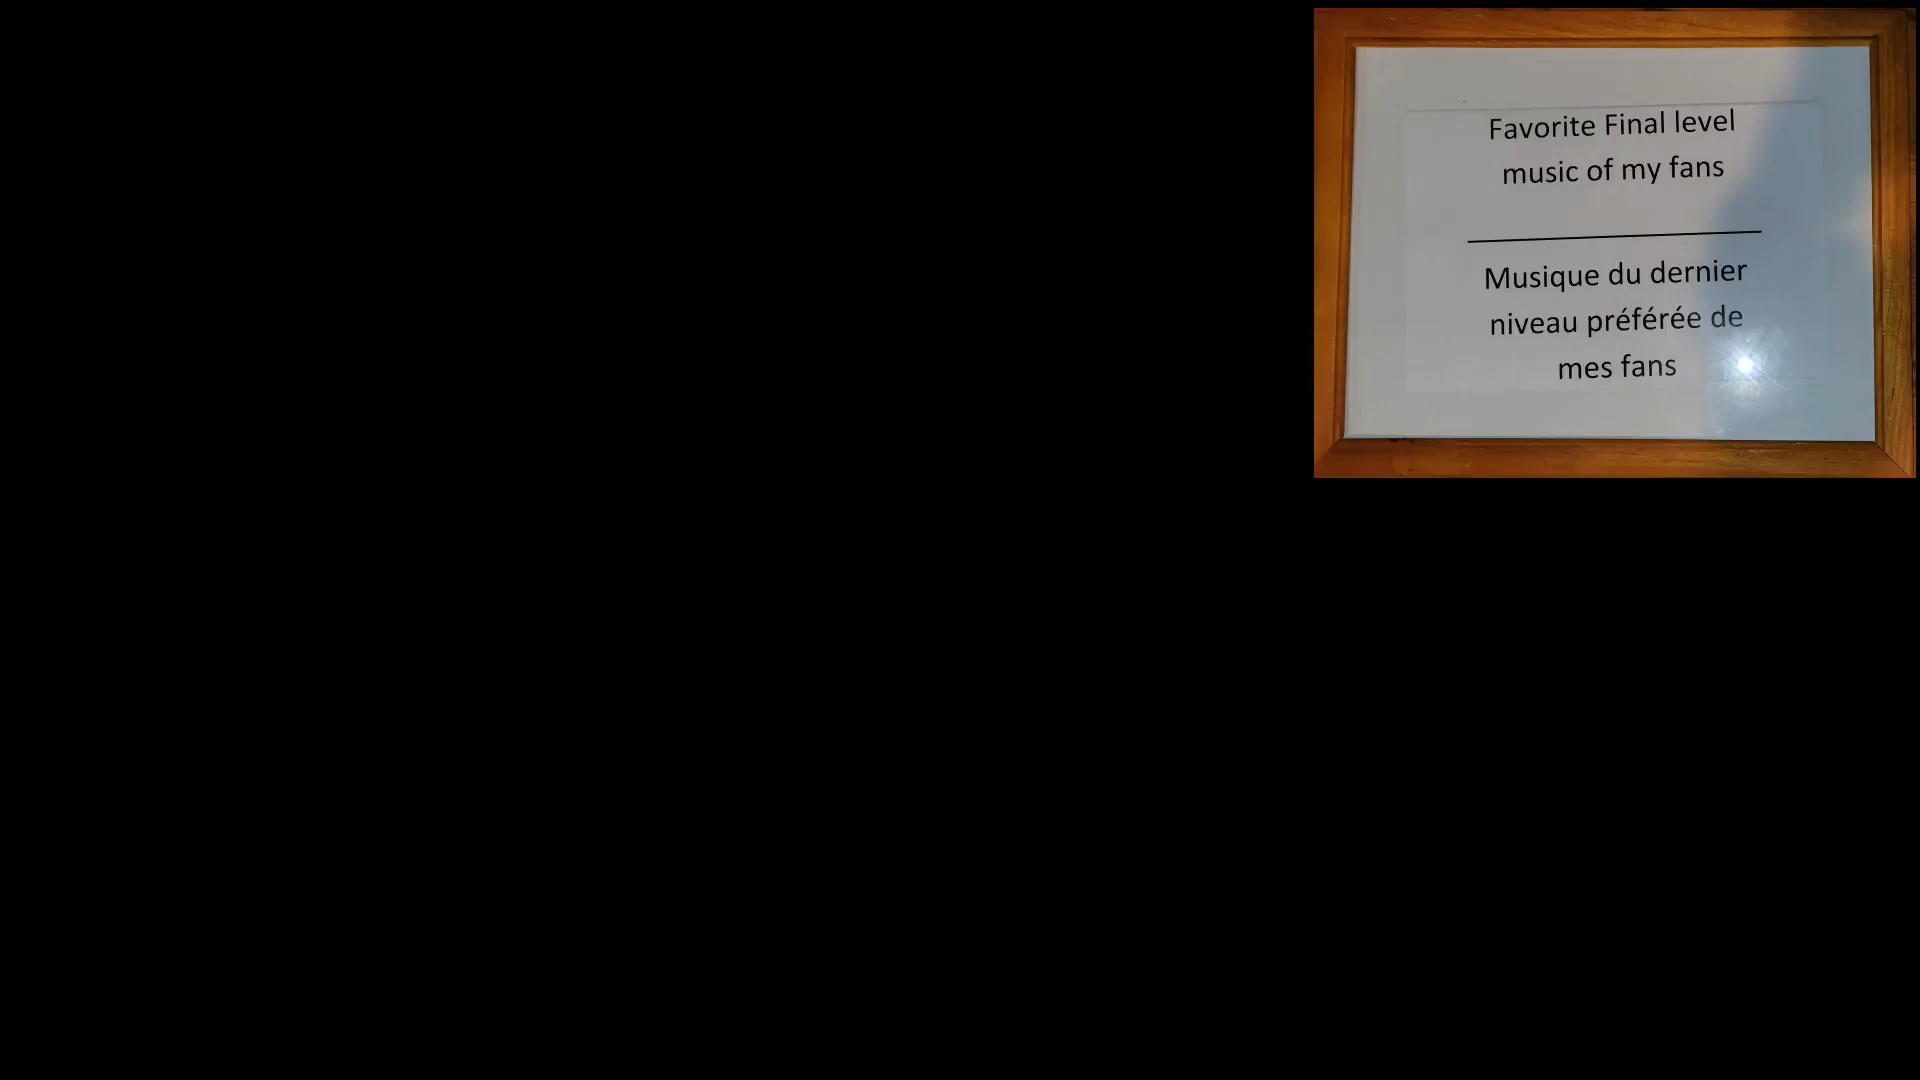 Favorite Final level
music of my fans
Musique du dernier
niveau préférée de
mes fans